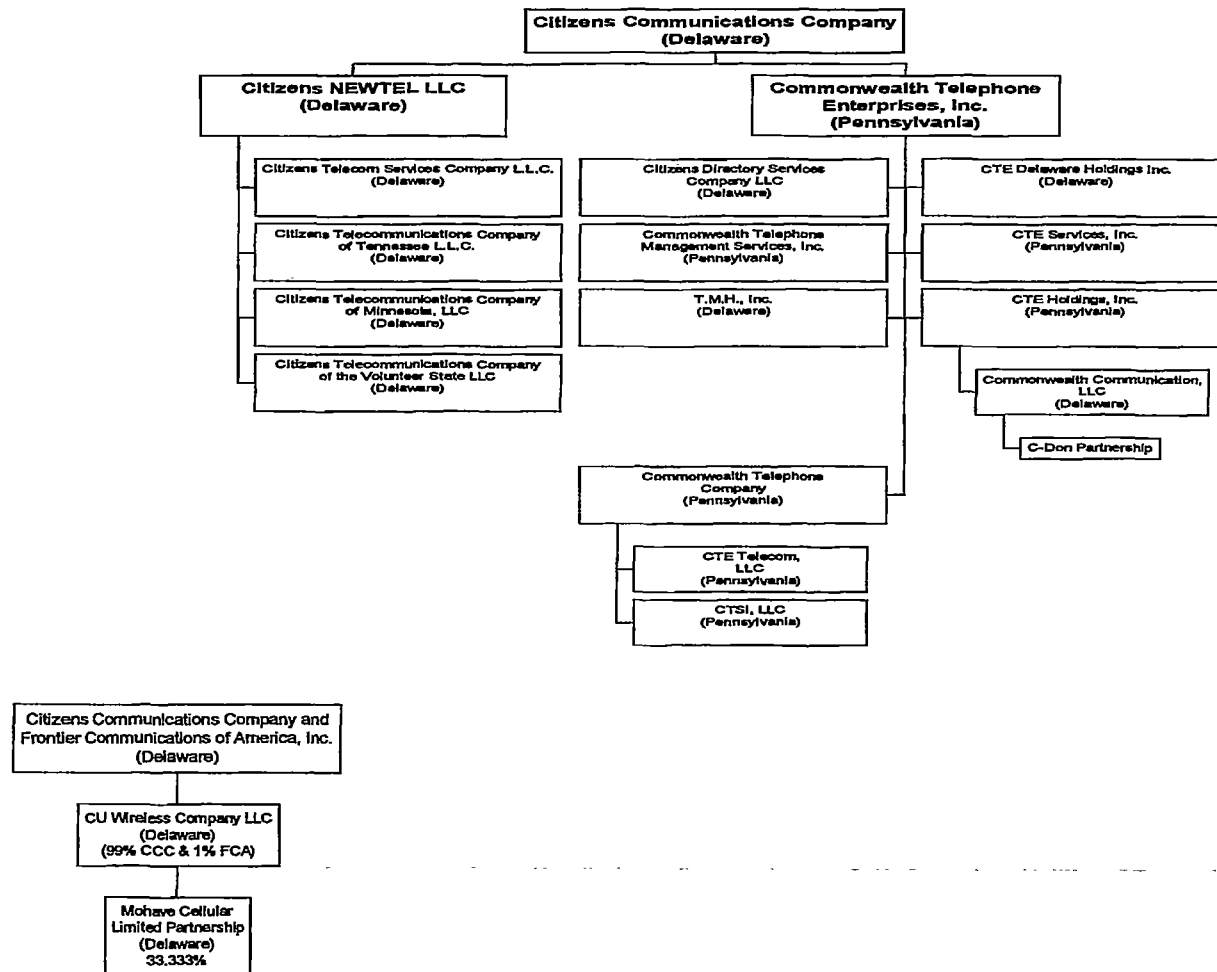 Citizens Communications Company
(Delaware)
Citizens NEWTEL LLC
(Delaware)
Commonwealth Telephone
Enterprises, Inc.
(Pennsylvania)
Citizens Telecom Services Company L.L.C.
(Delaware)
Citizens Telecommunications Company
of Tennessee L.L.C.
(Delaware)
Citizens Telecommunications Company
of Minnesota, LLC
(Delaware)
Citizens Telecommunications Company
of the Volunteer State LLC
(Delaware)
Citizens Directory Services
Company LLC
(Delaware)
Commonwealth Telephone
Management Services, Inc.
(Pennsylvania)
T.M.H., Inc.
(Delaware)
CTE Delaware Holdings Inc.
(Delaware)
CTE Services, Inc.
(Pennsylvania)
CTE Holdings, Inc.
(Pennsylvania)
Commonwealth Communication,
LLC
(Delaware)
C-Don Partnership
Commonwealth Telephone
Company
(Pennsylvania)
CTE Telecom,
LLC
(Pennsylvania)
CTSI, LLC
(Pennsylvania)
Citizens Communications Company and
Frontier Communications of America, Inc.
(Delaware)
CU Wireless Company LLC
(Delaware)
(99% CCC & 1% FCA)
Mohave Cellular
Limited Partnership
(Delaware)
33.333%